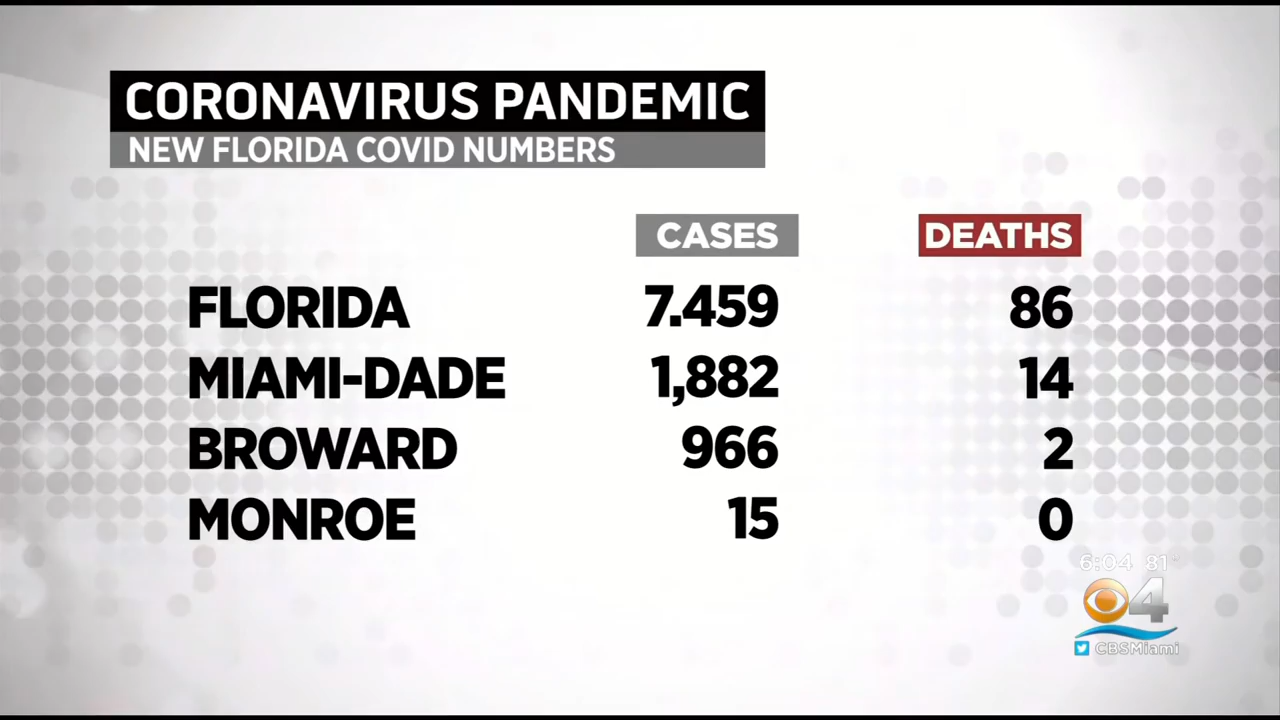 CORONAVIRUS PANDEMIC
NEW FLORIDA COVID NUMBERS
CASES DEATHS
FLORIDA 7.459 86
MIAMI-DADE 1,882 14
BROWARD 966 2
MONROE 15 0
6:04 81°
4
CBSMiami